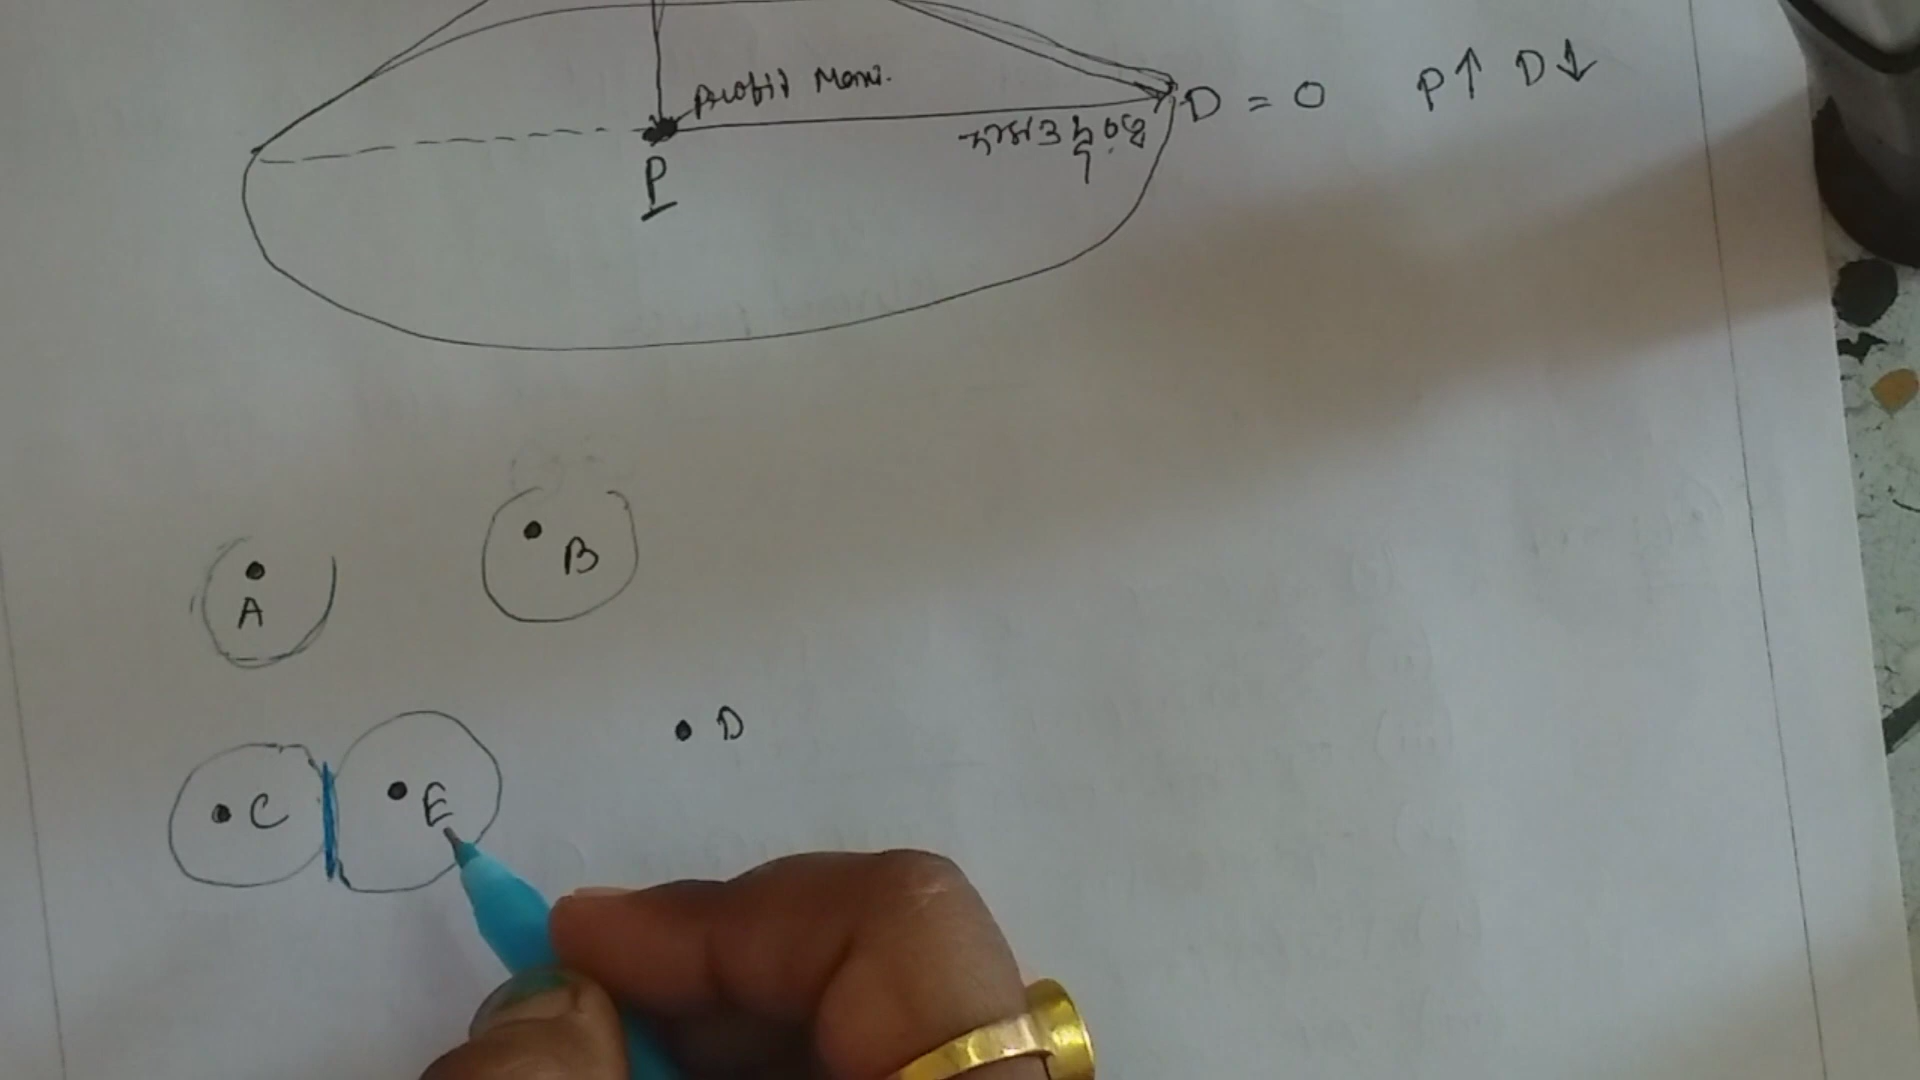 Profit Maxi.
D = 0 P↑ D↓
P
B
A
D
C E